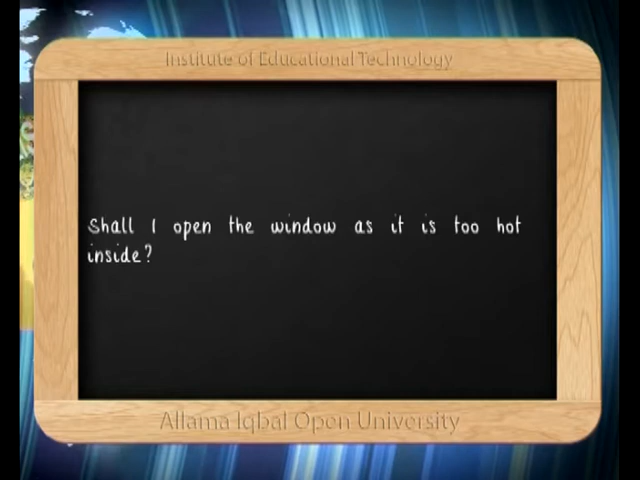 Institute of Educational Technology
Shall I open the window as it is too hot
inside?
Allama Iqbal Open University